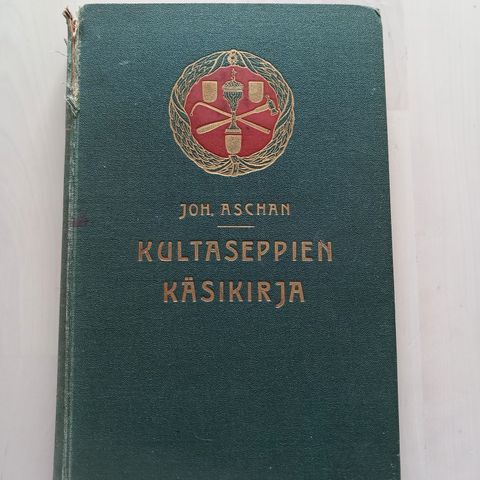 JOH. ASCHAN
KULTASEPPIEN
KÄSIKIRJA